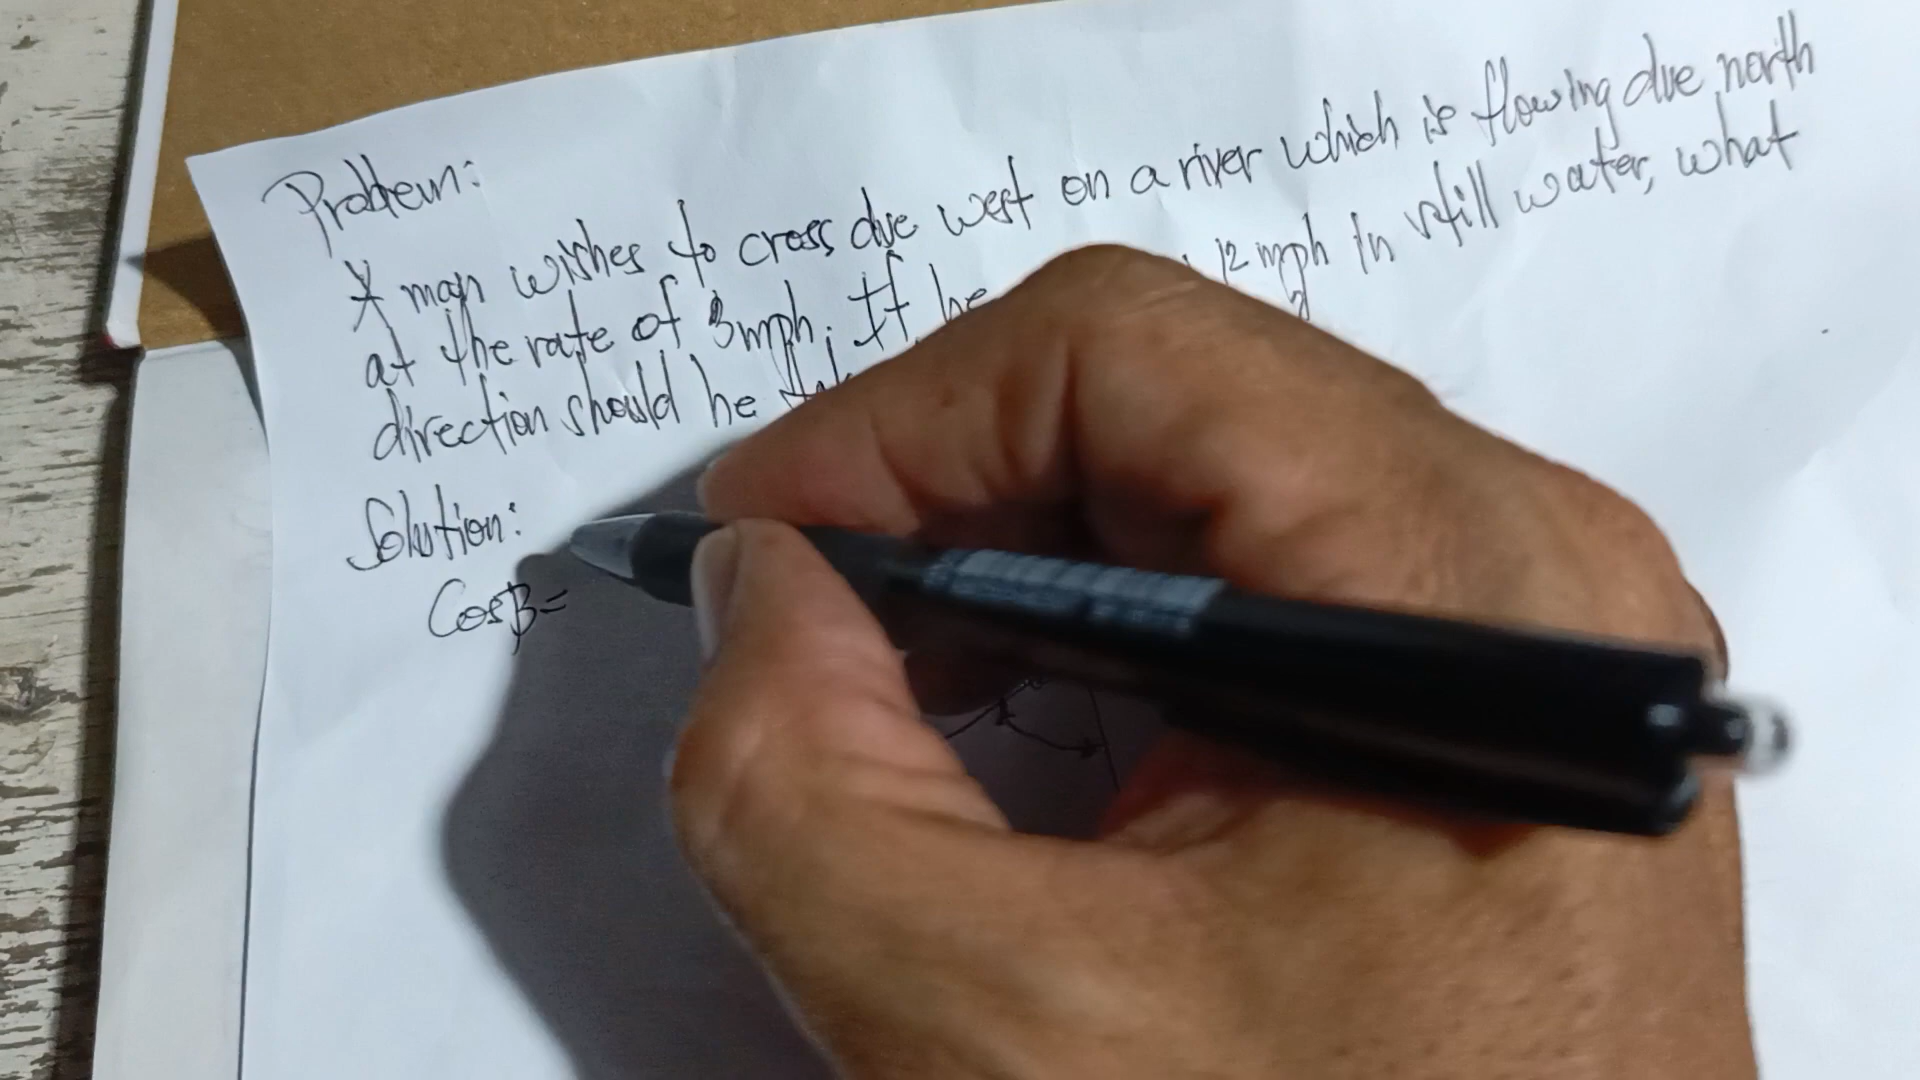 Problem:
A man wishes to cross due west on a river which is flowing due north
at the rate of 3mph. If he 12 mph in still water, what
direction should he
Solution:
Cosβ=